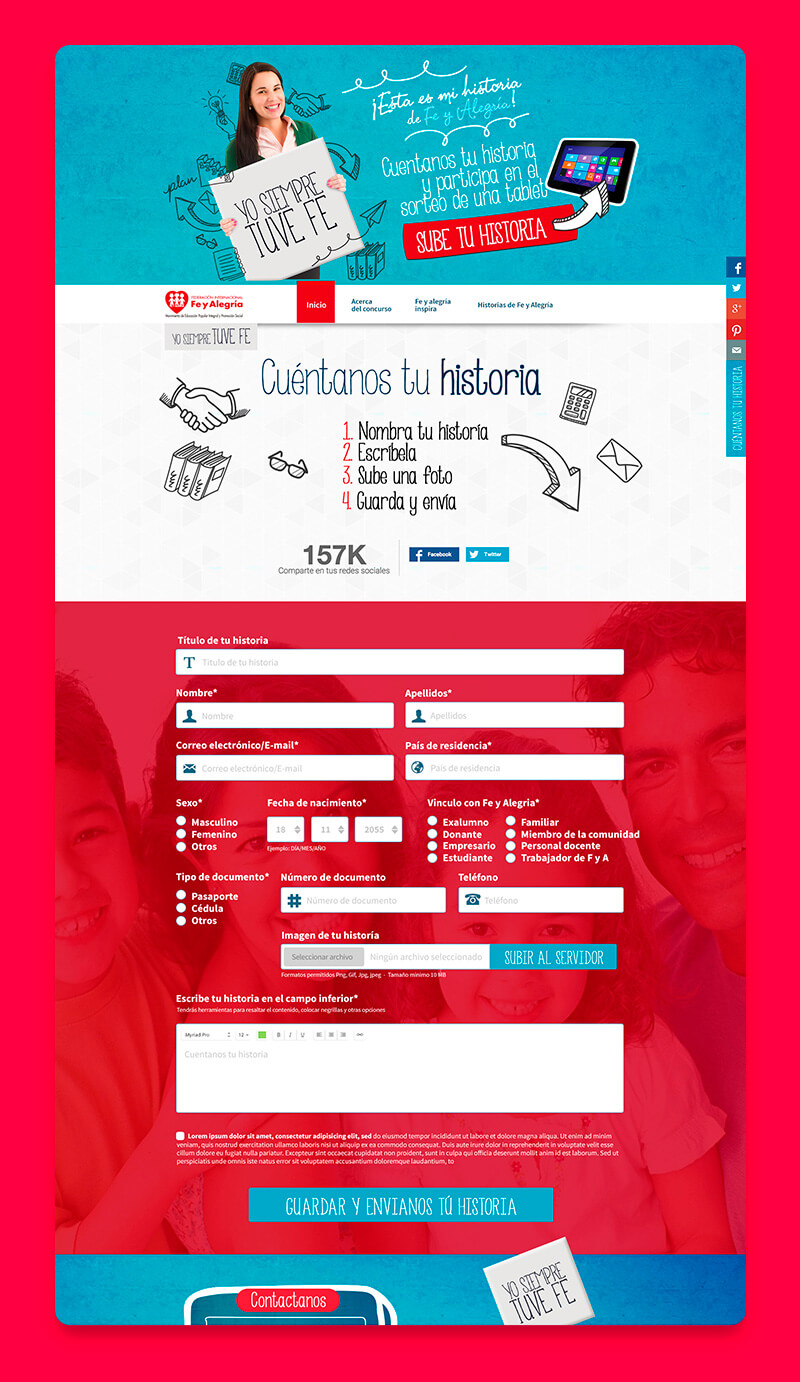 ¡Esta es mi historia
de Fe y Alegría!
plan
YO SIEMPRE
TUVE FE
Cuentanos tu historia
y participa en el
sorteo de una tablet
SUBE TU HISTORIA
FEDERACIÓN INTERNACIONAL
Fe y Alegría
Movimiento de Educación Popular Integral y Promoción Social
Inicio
Acerca
del concurso
Fe y alegría
inspira
Historias de Fe y Alegría
CUÉNTANOS TU HISTORIA
YO SIEMPRE TUVE FE
Cuéntanos tu historia
1. Nombra tu historía
2. Escríbela
3. Sube una foto
4. Guarda y envía
157K
Comparte en tus redes sociales
Facebook
Twitter
Título de tu historia
T Titulo de tu historia
Nombre*
Apellidos*
Nombre
Apellidos
Correo electrónico/E-mail*
País de residencia*
Correo electrónico/E-mail
País de residencia
Sexo*
Fecha de nacimiento*
Vinculo con Fe y Alegria*
Masculino
Femenino
Otros
18 11 2055
Ejemplo: DÍA/MES/AÑO
Exalumno
Familiar
Donante
Miembro de la comunidad
Empresario
Personal docente
Estudiante
Trabajador de F y A
Tipo de documento*
Número de documento
Teléfono
Pasaporte
Cédula
Otros
# Número de documento
Teléfono
Imagen de tu historía
Seleccionar archivo
Ningún archivo seleccionado
SUBIR AL SERVIDOR
Formatos permitidos Png, Gif, Jpg, jpeg - Tamaño minimo 10 MB
Escribe tu historia en el campo inferior*
Tendrás herramientas para resaltar el contenido, colocar negrillas y otras opciones
Myriad Pro 12 B I U
Cuentanos tu historia
Lorem ipsum dolor sit amet, consectetur adipisicing elit, sed do eiusmod tempor incididunt ut labore et dolore magna aliqua. Ut enim ad minim
veniam, quis nostrud exercitation ullamco laboris nisi ut aliquip ex ea commodo consequat. Duis aute irure dolor in reprehenderit in voluptate velit esse
cillum dolore eu fugiat nulla pariatur. Excepteur sint occaecat cupidatat non proident, sunt in culpa qui officia deserunt mollit anim id est laborum. Sed ut
perspiciatis unde omnis iste natus error sit voluptatem accusantium doloremque laudantium, to
GUARDAR Y ENVIANOS TÚ HISTORIA
Contactanos
YO SIEMPRE
TUVE FE